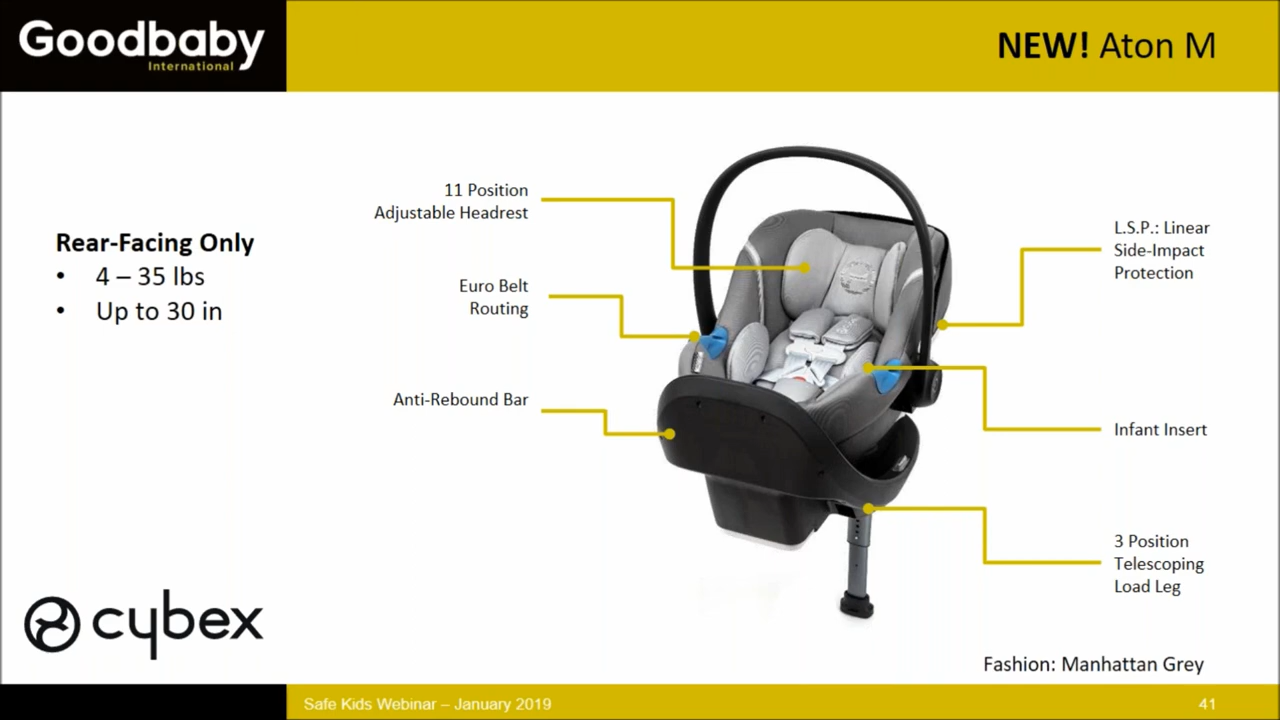 Goodbaby
International
NEW! Aton M
11 Position
Adjustable Headrest
L.S.P.: Linear
Side-Impact
Protection
Rear-Facing Only
• 4 – 35 lbs
• Up to 30 in
Euro Belt
Routing
Anti-Rebound Bar
Infant Insert
3 Position
Telescoping
Load Leg
cybex
Fashion: Manhattan Grey
Safe Kids Webinar – January 2019
41